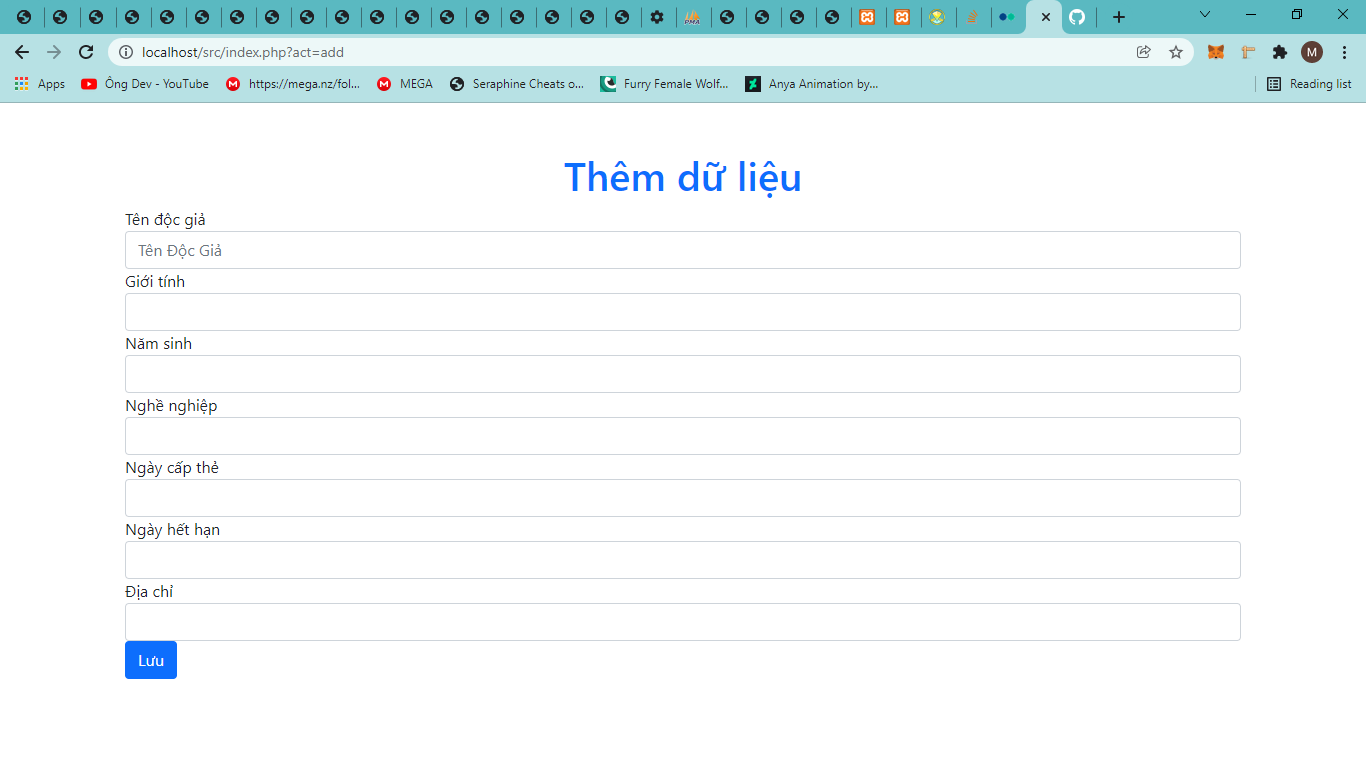 PMA
localhost/src/index.php?act=add
M
Apps
Ông Dev - YouTube
M
https://mega.nz/fol...
M
MEGA
Seraphine Cheats o...
Furry Female Wolf...
Anya Animation by...
Reading list
Thêm dữ liệu
Tên độc giả
Tên Độc Giả
Giới tính
Năm sinh
Nghề nghiệp
Ngày cấp thẻ
Ngày hết hạn
Địa chỉ
Lưu